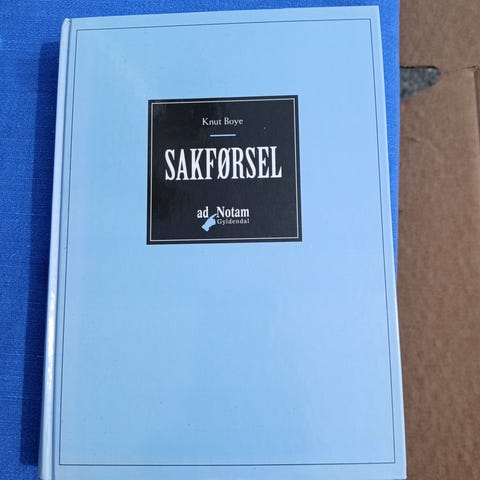 Knut Boye
SAKFØRSEL
ad Notam
Gyldendal